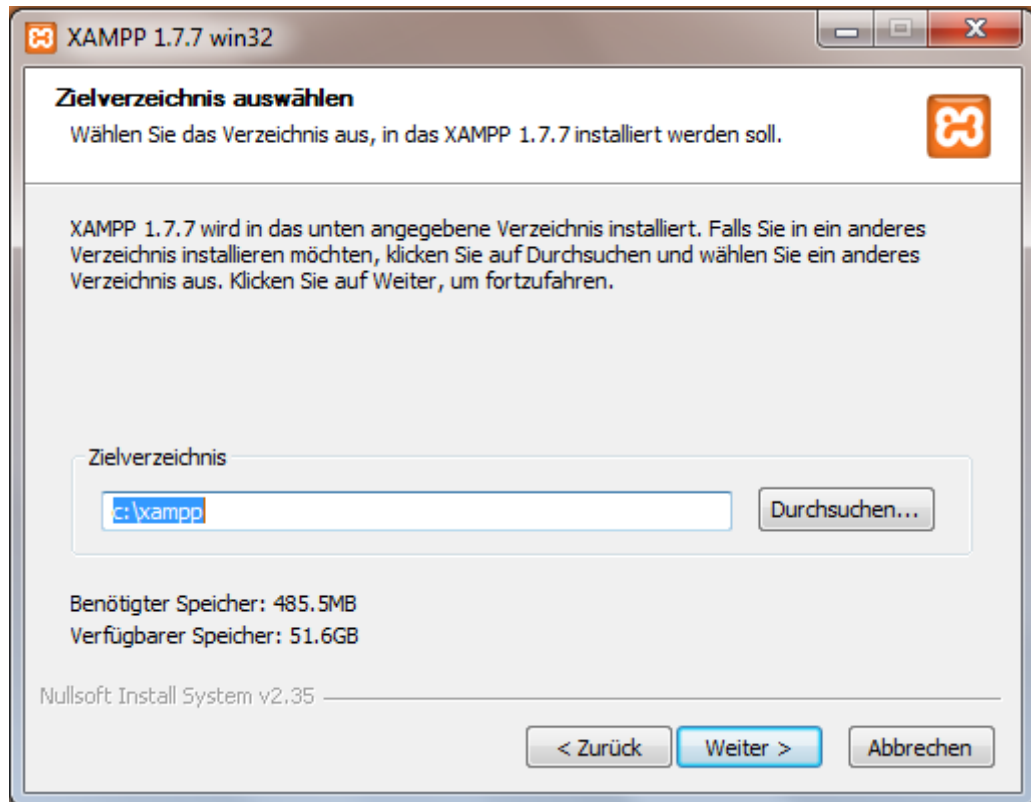 XAMPP 1.7.7 win32
Zielverzeichnis auswählen
Wählen Sie das Verzeichnis aus, in das XAMPP 1.7.7 installiert werden soll.
XAMPP 1.7.7 wird in das unten angegebene Verzeichnis installiert. Falls Sie in ein anderes
Verzeichnis installieren möchten, klicken Sie auf Durchsuchen und wählen Sie ein anderes
Verzeichnis aus. Klicken Sie auf Weiter, um fortzufahren.
Zielverzeichnis
c:\xampp
Durchsuchen...
Benötigter Speicher: 485.5MB
Verfügbarer Speicher: 51.6GB
Nullsoft Install System v2.35
< Zurück
Weiter >
Abbrechen